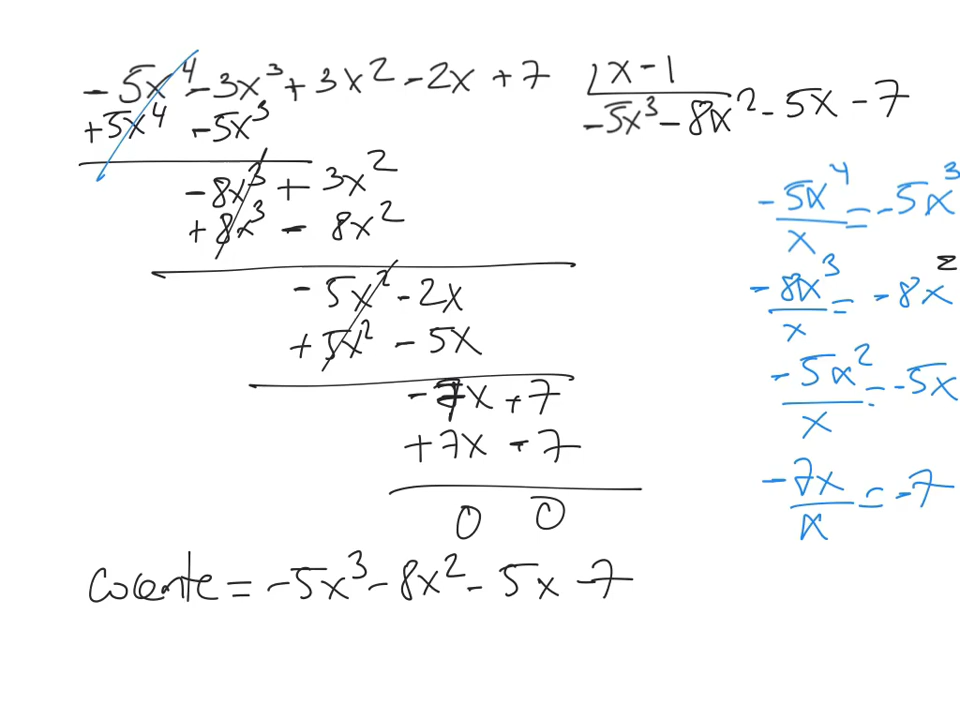 -5x⁴ - 3x³ + 3x² - 2x + 7 | x - 1
+5x⁴ - 5x³ -5x³ - 8x² - 5x - 7
-8x³ + 3x²
+8x³ - 8x²
-5x² - 2x
+5x² - 5x
-7x + 7
+7x - 7
0 0
-5x⁴/x = -5x³
-8x³/x = -8x²
-5x²/x = -5x
-7x/x = -7
cociente = -5x³ - 8x² - 5x - 7